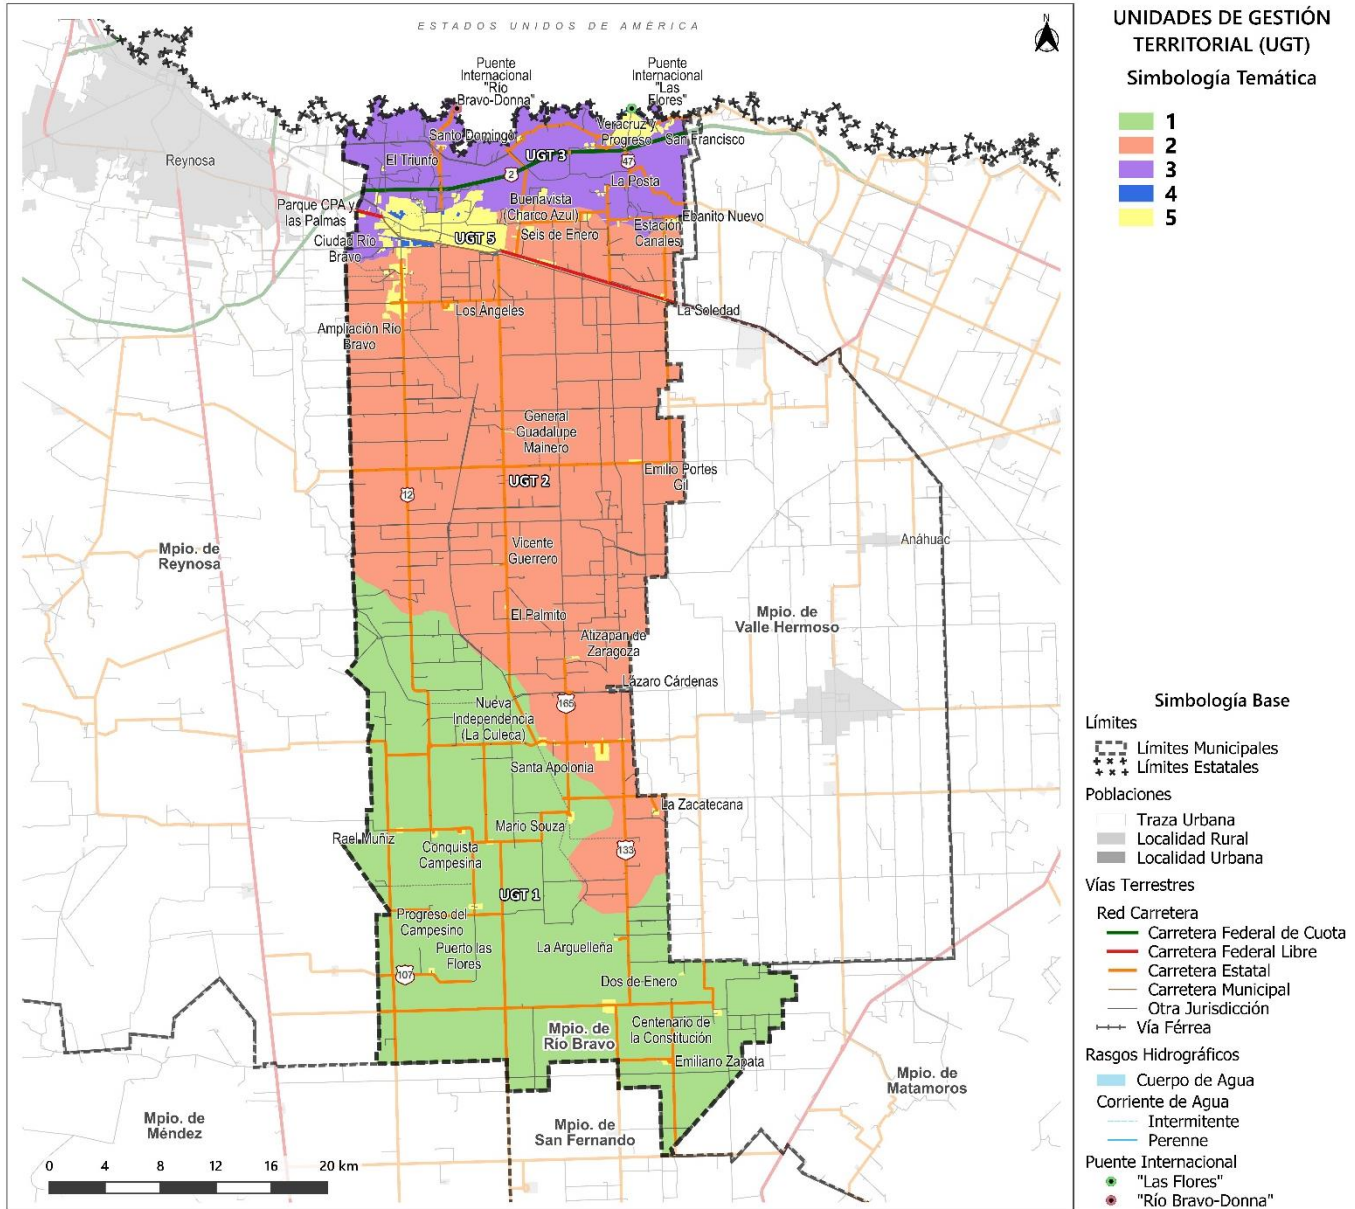 ESTADOS UNIDOS DE AMÉRICA
N
Puente
Internacional
"Río
Bravo-Donna"
Puente
Internacional
"Las
Flores"
Santo Domingo
Veracruz y
Progreso
San Francisco
Reynosa
El Triunfo
UGT 3
47
2
La Posta
Parque CPA y
las Palmas
Buenavista
(Charco Azul)
Ebanito Nuevo
Ciudad Río
Bravo
UGT 5
Seis de Enero
Estación
Canales
Los Ángeles
La Soledad
Ampliación Río
Bravo
General
Guadalupe
Mainero
Emilio Portes
Gil
UGT 2
12
Mpio. de
Reynosa
Vicente
Guerrero
Anáhuac
El Palmito
Mpio. de
Valle Hermoso
Atizapán de
Zaragoza
Lázaro Cárdenas
Nueva
Independencia
(La Culeca)
165
Santa Apolonia
La Zacatecana
Mario Souza
Rael Muñiz
Conquista
Campesina
133
UGT 1
Progreso del
Campesino
La Arguelleña
Puerto las
Flores
107
Dos de Enero
Mpio. de
Río Bravo
Centenario de
la Constitución
Emiliano Zapata
Mpio. de
Matamoros
Mpio. de
Méndez
Mpio. de
San Fernando
0 4 8 12 16 20 km
UNIDADES DE GESTIÓN
TERRITORIAL (UGT)
Simbología Temática
1
2
3
4
5
Simbología Base
Límites
Límites Municipales
Límites Estatales
Poblaciones
Traza Urbana
Localidad Rural
Localidad Urbana
Vías Terrestres
Red Carretera
Carretera Federal de Cuota
Carretera Federal Libre
Carretera Estatal
Carretera Municipal
Otra Jurisdicción
Vía Férrea
Rasgos Hidrográficos
Cuerpo de Agua
Corriente de Agua
Intermitente
Perenne
Puente Internacional
"Las Flores"
"Río Bravo-Donna"